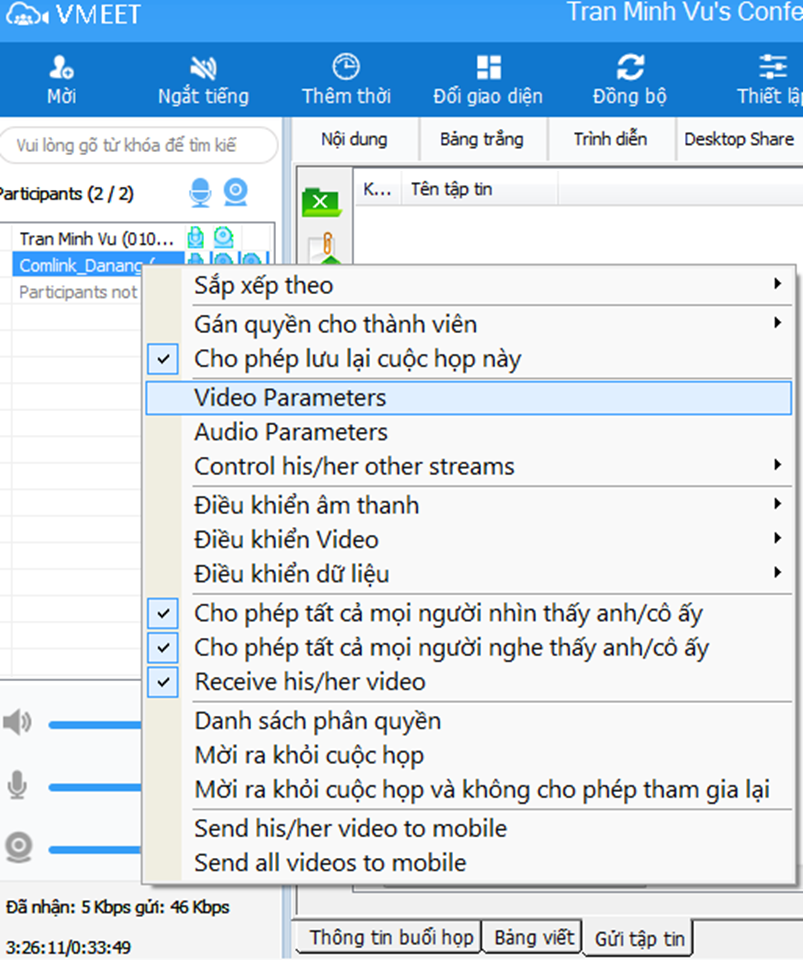 VMEET
Tran Minh Vu's Confe
Mời
Ngắt tiếng
Thêm thời
Đổi giao diện
Đồng bộ
Thiết lập
Vui lòng gõ từ khóa để tìm kiế
Nội dung
Bảng trắng
Trình diễn
Desktop Share
Participants (2 / 2)
K...
Tên tập tin
Tran Minh Vu (010...
Comlink_Danang (
Participants not
Sắp xếp theo
Gán quyền cho thành viên
Cho phép lưu lại cuộc họp này
Video Parameters
Audio Parameters
Control his/her other streams
Điều khiển âm thanh
Điều khiển Video
Điều khiển dữ liệu
Cho phép tất cả mọi người nhìn thấy anh/cô ấy
Cho phép tất cả mọi người nghe thấy anh/cô ấy
Receive his/her video
Danh sách phân quyền
Mời ra khỏi cuộc họp
Mời ra khỏi cuộc họp và không cho phép tham gia lại
Send his/her video to mobile
Send all videos to mobile
Đã nhận: 5 Kbps gửi: 46 Kbps
3:26:11/0:33:49
Thông tin buổi họp
Bảng viết
Gửi tập tin